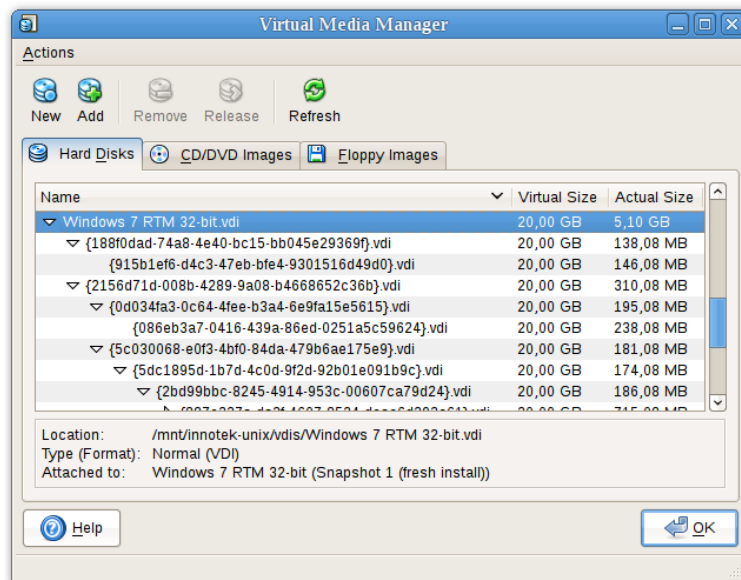 Virtual Media Manager
Actions
New Add Remove Release Refresh
Hard Disks CD/DVD Images Floppy Images
Name Virtual Size Actual Size
Windows 7 RTM 32-bit.vdi 20,00 GB 5,10 GB
{188f0dad-74a8-4e40-bc15-bb045e29369f}.vdi 20,00 GB 138,08 MB
{915b1ef6-d4c3-47eb-bfe4-9301516d49d0}.vdi 20,00 GB 146,08 MB
{2156d71d-008b-4289-9a08-b4668652c36b}.vdi 20,00 GB 310,08 MB
{0d034fa3-0c64-4fee-b3a4-6e9fa15e5615}.vdi 20,00 GB 195,08 MB
{086eb3a7-0416-439a-86ed-0251a5c59624}.vdi 20,00 GB 238,08 MB
{5c030068-e0f3-4bf0-84da-479b6ae175e9}.vdi 20,00 GB 181,08 MB
{5dc1895d-1b7d-4c0d-9f2d-92b01e091b9c}.vdi 20,00 GB 174,08 MB
{2bd99bbc-8245-4914-953c-00607ca79d24}.vdi 20,00 GB 186,08 MB
20,00 GB 715,08 MB
Location: /mnt/innotek-unix/vdis/Windows 7 RTM 32-bit.vdi
Type (Format): Normal (VDI)
Attached to: Windows 7 RTM 32-bit (Snapshot 1 (fresh install))
Help OK